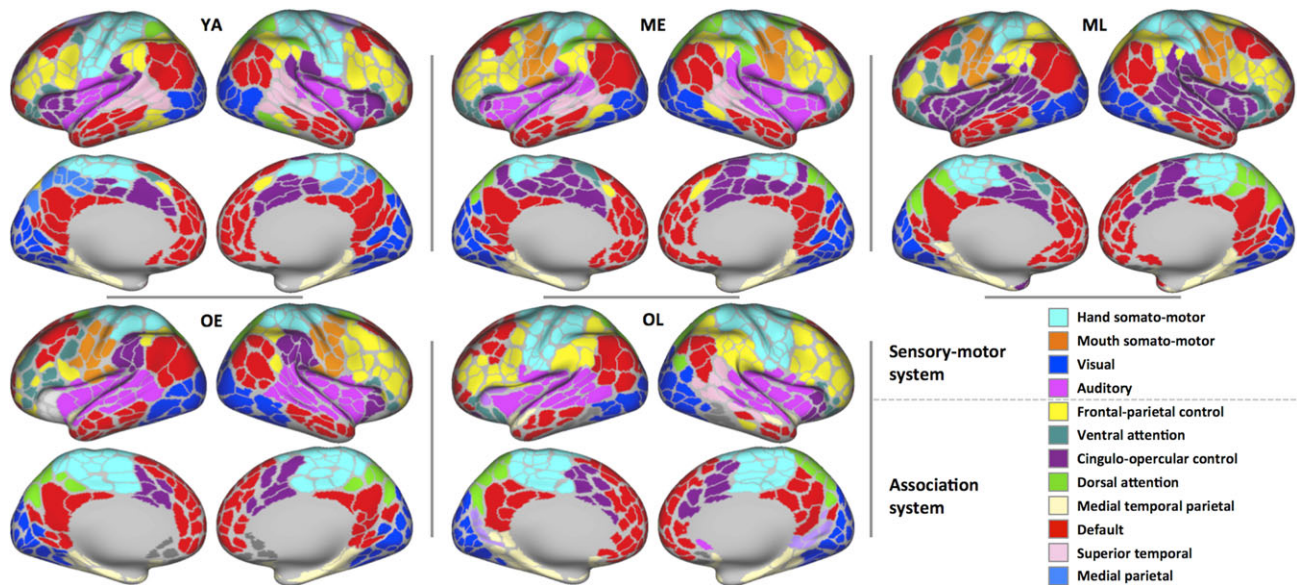 YA
ME
ML
OE
OL
Sensory-motor
system
Association
system
Hand somato-motor
Mouth somato-motor
Visual
Auditory
Frontal-parietal control
Ventral attention
Cingulo-opercular control
Dorsal attention
Medial temporal parietal
Default
Superior temporal
Medial parietal